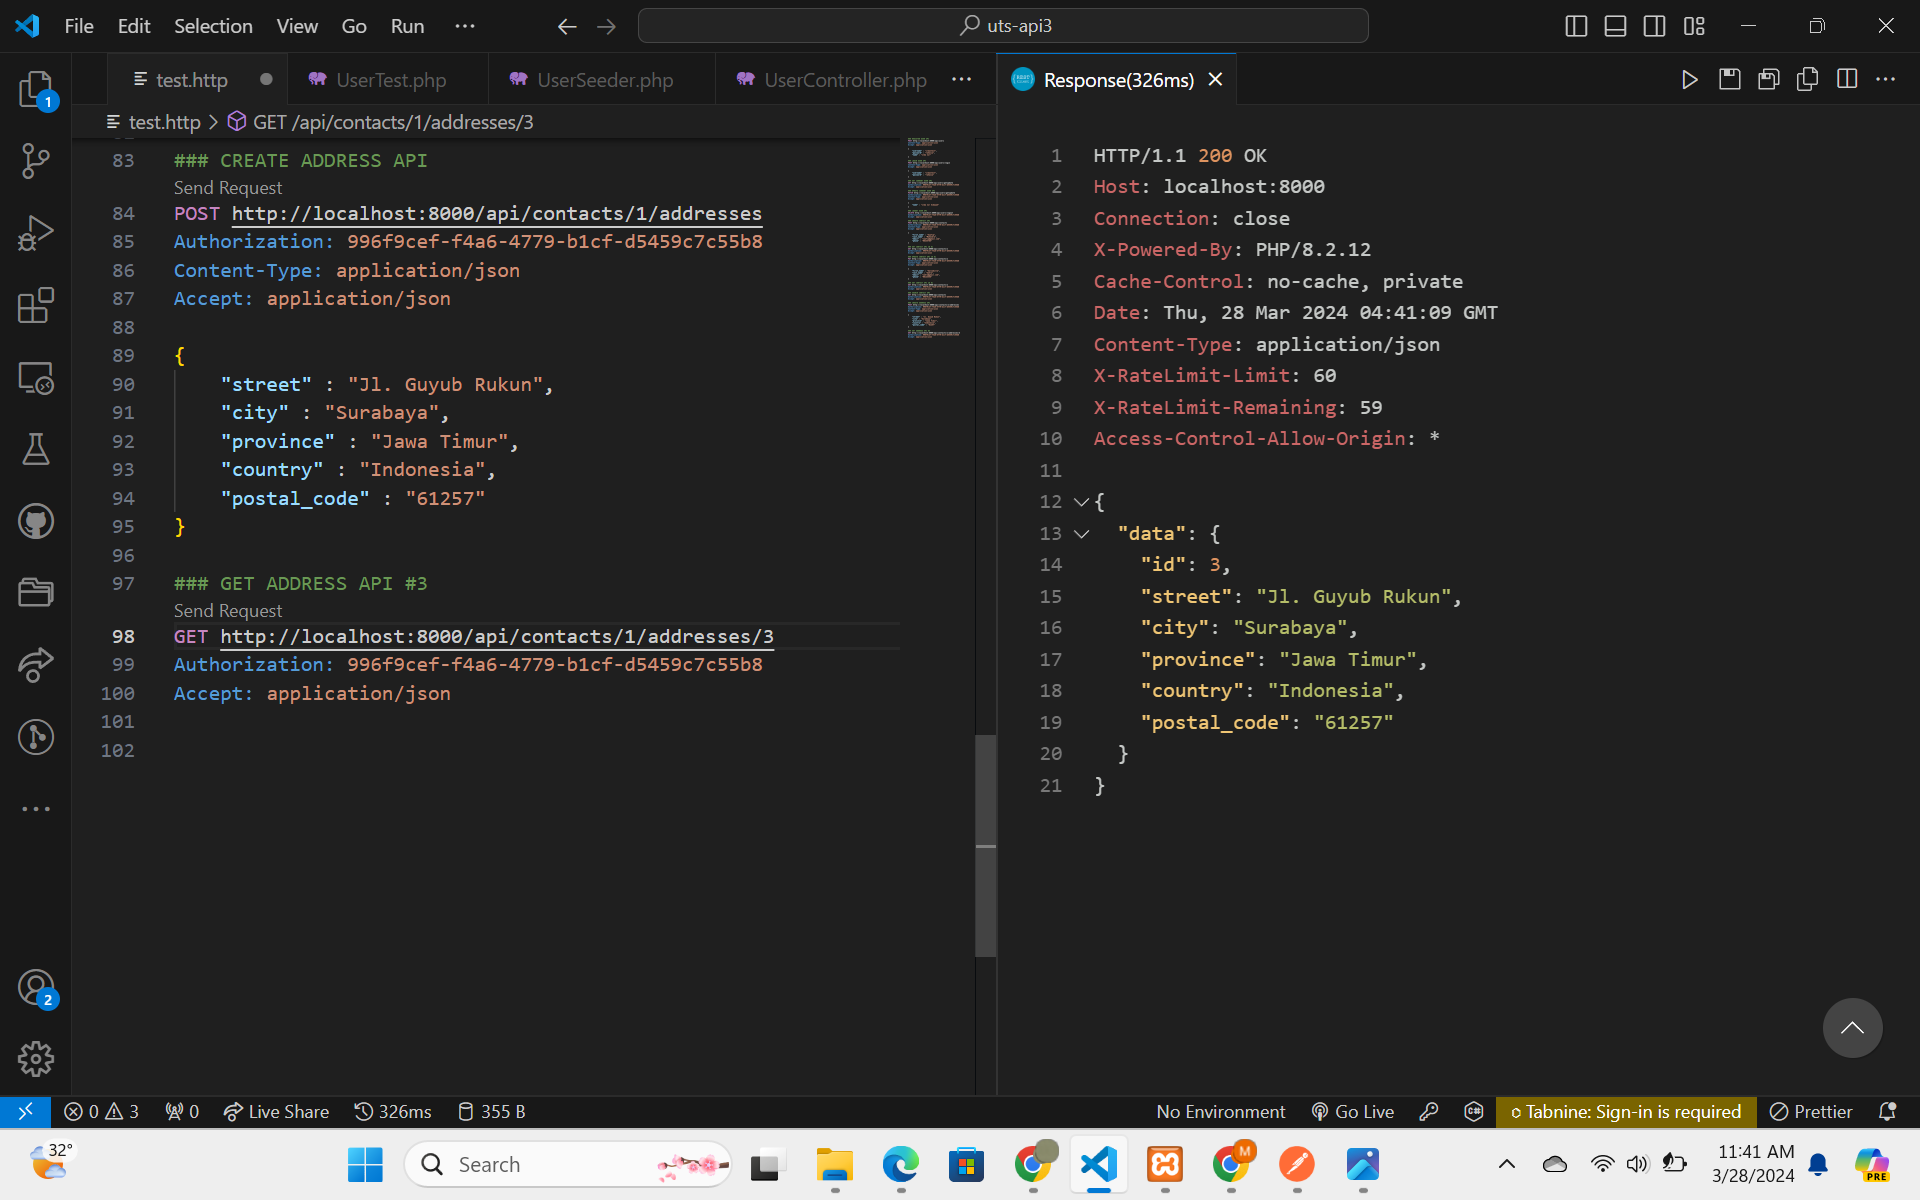 File Edit Selection View Go Run ···
uts-api3
test.http
UserTest.php
UserSeeder.php
UserController.php
Response(326ms)
test.http > GET /api/contacts/1/addresses/3
83 ### CREATE ADDRESS API
Send Request
84 POST http://localhost:8000/api/contacts/1/addresses
85 Authorization: 996f9cef-f4a6-4779-b1cf-d5459c7c55b8
86 Content-Type: application/json
87 Accept: application/json
88
89 {
90 "street" : "Jl. Guyub Rukun",
91 "city" : "Surabaya",
92 "province" : "Jawa Timur",
93 "country" : "Indonesia",
94 "postal_code" : "61257"
95 }
96
97 ### GET ADDRESS API #3
Send Request
98 GET http://localhost:8000/api/contacts/1/addresses/3
99 Authorization: 996f9cef-f4a6-4779-b1cf-d5459c7c55b8
100 Accept: application/json
101
102
1 HTTP/1.1 200 OK
2 Host: localhost:8000
3 Connection: close
4 X-Powered-By: PHP/8.2.12
5 Cache-Control: no-cache, private
6 Date: Thu, 28 Mar 2024 04:41:09 GMT
7 Content-Type: application/json
8 X-RateLimit-Limit: 60
9 X-RateLimit-Remaining: 59
10 Access-Control-Allow-Origin: *
11
12 {
13 "data": {
14 "id": 3,
15 "street": "Jl. Guyub Rukun",
16 "city": "Surabaya",
17 "province": "Jawa Timur",
18 "country": "Indonesia",
19 "postal_code": "61257"
20 }
21 }
1
2
0 3 0 Live Share 326ms 355 B
No Environment Go Live Tabnine: Sign-in is required Prettier
32°
Search
M
11:41 AM
3/28/2024
PRE